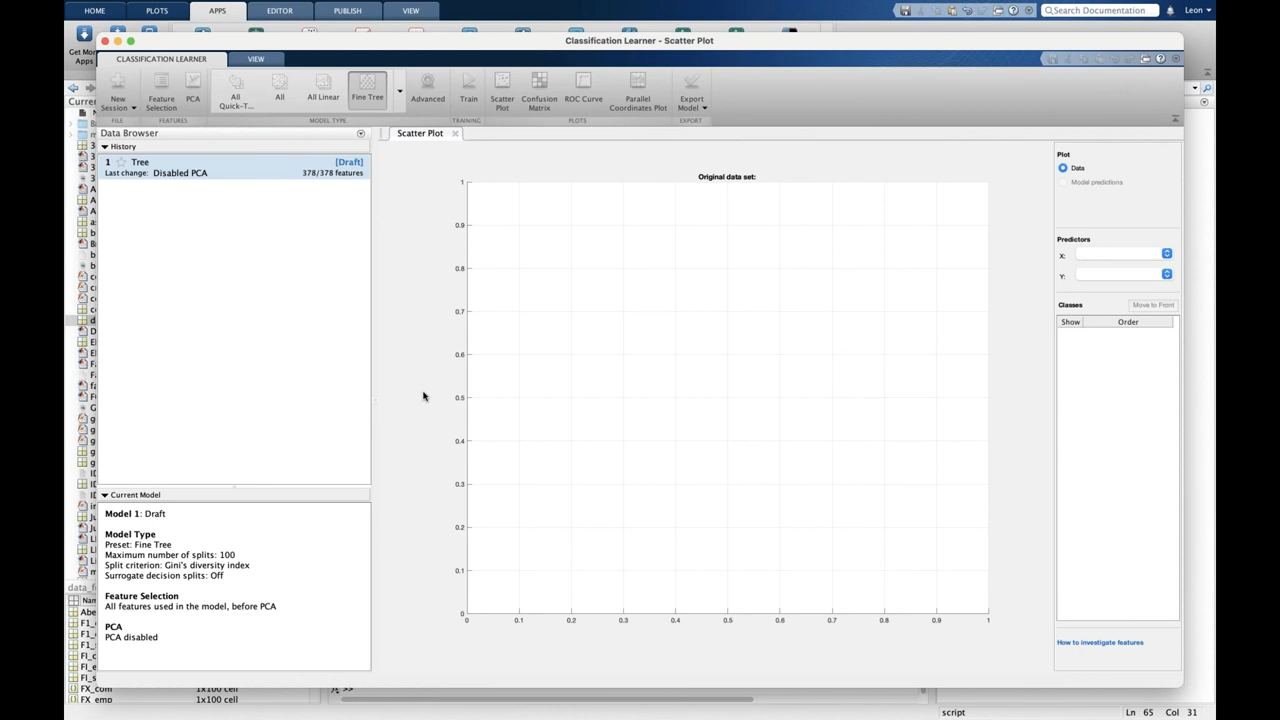 HOME PLOTS APPS EDITOR PUBLISH VIEW Search Documentation Leon
Get More
Apps
Classification Learner - Scatter Plot
CLASSIFICATION LEARNER VIEW
New
Session
Feature
Selection
PCA
All
Quick-T...
All
All Linear
Fine Tree
Advanced
Train
Scatter
Plot
Confusion
Matrix
ROC Curve
Parallel
Coordinates Plot
Export
Model
FILE FEATURES MODEL TYPE TRAINING PLOTS EXPORT
Data Browser
Scatter Plot
History
1 Tree [Draft]
Last change: Disabled PCA 378/378 features
Current Model
Model 1: Draft
Model Type
Preset: Fine Tree
Maximum number of splits: 100
Split criterion: Gini's diversity index
Surrogate decision splits: Off
Feature Selection
All features used in the model, before PCA
PCA
PCA disabled
Original data set:
1
0.9
0.8
0.7
0.6
0.5
0.4
0.3
0.2
0.1
0
0 0.1 0.2 0.3 0.4 0.5 0.6 0.7 0.8 0.9 1
Plot
Data
Model predictions
Predictors
X:
Y:
Classes Move to Front
Show Order
How to investigate features
FX_com 1x100 cell
FX_emp 1x100 cell
>>
script Ln 65 Col 31